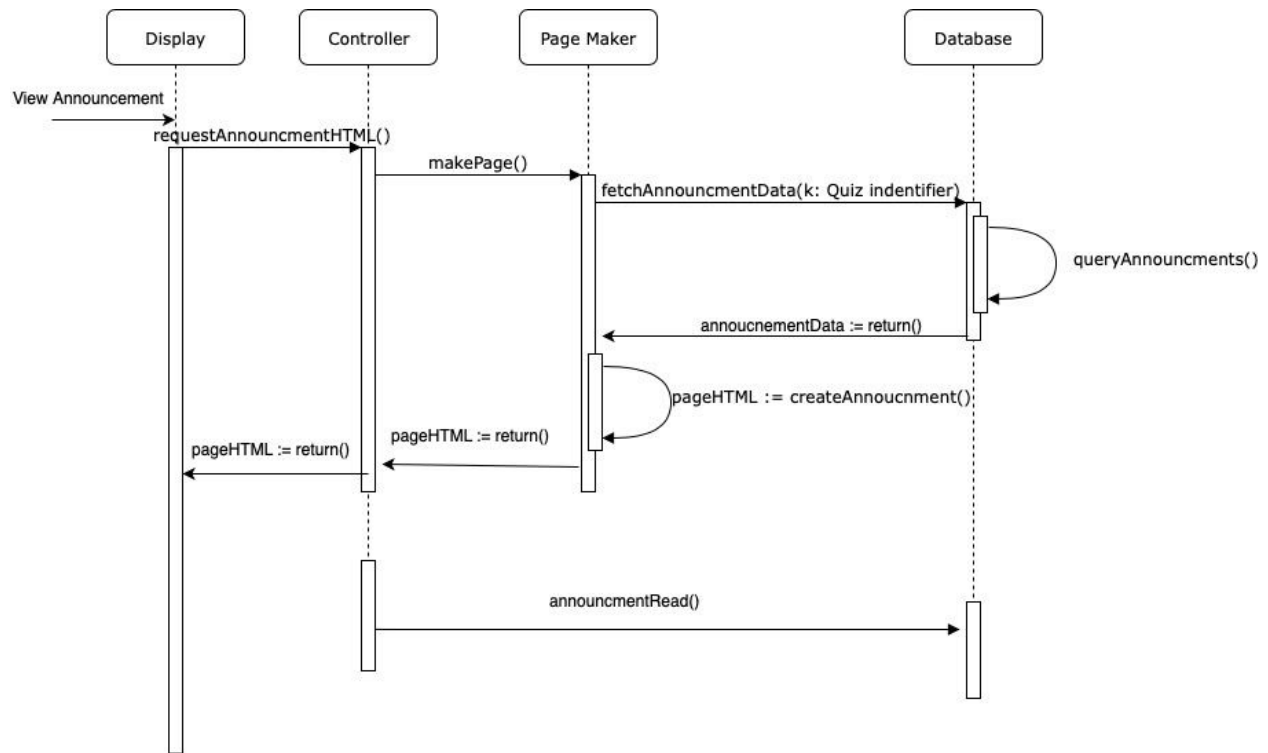 Display
Controller
Page Maker
Database
View Announcement
requestAnnouncmentHTML()
makePage()
fetchAnnouncmentData(k: Quiz indentifier)
queryAnnouncments()
annoucnementData := return()
pageHTML := createAnnoucnment()
pageHTML := return()
pageHTML := return()
announcmentRead()